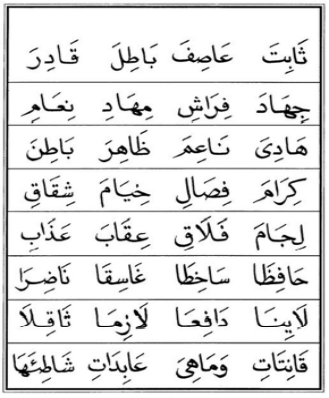 ثَابِتَ عَاصِفَ بَاطِلَ قَادِرَ
جِهَادَ فِرَاشِ مِهَادِ نِعَامِ
هَادِىَ نَاعِمَ ظَاهِرَ بَاطِنَ
كِرَامَ فِصَالِ خِيَامَ شِقَاقِ
لِجَامَ فَلَاقِ عِقَابَ عَذَابِ
حَافِظَا سَاخِطَا غَاسِقَا نَاضِرَا
لَايِنَا دَافِعَا لَازِمَا ثَاقِلَا
قَانِتَاتِ وَمَاهِىَ عَابِدَاتِ شَاطِئَهَا